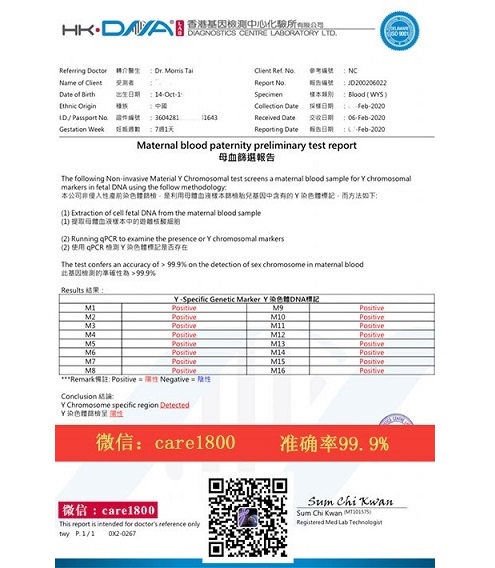 HK·DNA LAB 香港基因檢測中心化驗所有限公司
DIAGNOSTICS CENTRE LABORATORY LTD.
ISO 9001
Referring Doctor 轉介醫生 : Dr. Morris Tai Client Ref. No. 參考編號 : NC
Name of Client 受測者 : Report No. 報告編號 : JD200206022
Date of Birth 出生日期 : 14-Oct-1 Specimen 樣本類別 : Blood ( WYS )
Ethnic Origin 種族 : 中國 Collection Date 採樣日期 : -Feb-2020
I.D./ Passport No. 證件編號 : 3604281 1643 Received Date 交收日期 : 06-Feb-2020
Gestation Week 妊娠週數 : 7週1天 Reporting Date 報告日期 : -Feb-2020
Maternal blood paternity preliminary test report
母血篩選報告
The following Non-invasive Material Y Chromosomal test screens a maternal blood sample for Y chromosomal
markers in fetal DNA using the follow methodology:
本公司非侵入性產前染色體篩檢，是利用母體血液樣本篩檢胎兒基因中含有的 Y 染色體標記，而方法如下:
(1) Extraction of cell fetal DNA from the maternal blood sample
(1) 提取母體血液樣本中的游離核酸細胞
(2) Running qPCR to examine the presence or Y chromosomal markers
(2) 使用 qPCR 檢測 Y 染色體標記是否存在
The test confers an accuracy of > 99.9% on the detection of sex chromosome in maternal blood
此基因檢測的準確性為 >99.9%
Results 結果 :
Y -Specific Genetic Marker Y 染色體DNA標記
M1 Positive M9 Positive
M2 Positive M10 Positive
M3 Positive M11 Positive
M4 Positive M12 Positive
M5 Positive M13 Positive
M6 Positive M14 Positive
M7 Positive M15 Positive
M8 Positive M16 Positive
***Remark備註: Positive = 陽性 Negative = 陰性
Conclusion 結論:
Y Chromosome specific region Detected
Y 染色體篩檢呈 陽性
微信：care1800 准确率99.9%
微信：care1800
This report is intended for doctor's reference only
twy P. 1 / 1 0X2-0267
Sum Chi Kwan
Sum Chi Kwan (MT101575)
Registered Med Lab Technologist